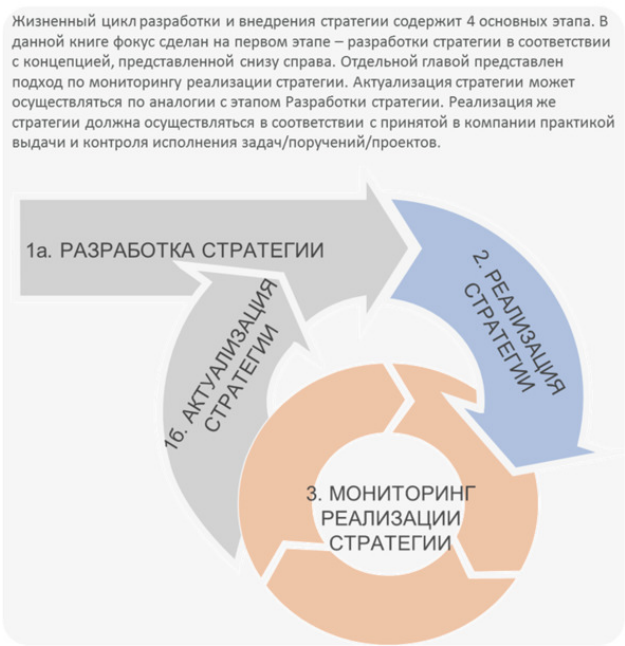 Жизненный цикл разработки и внедрения стратегии содержит 4 основных этапа. В
данной книге фокус сделан на первом этапе – разработки стратегии в соответствии
с концепцией, представленной снизу справа. Отдельной главой представлен
подход по мониторингу реализации стратегии. Актуализация стратегии может
осуществляться по аналогии с этапом Разработки стратегии. Реализация же
стратегии должна осуществляться в соответствии с принятой в компании практикой
выдачи и контроля исполнения задач/поручений/проектов.
1а. РАЗРАБОТКА СТРАТЕГИИ
2. РЕАЛИЗАЦИЯ
СТРАТЕГИИ
1б. АКТУАЛИЗАЦИЯ
СТРАТЕГИИ
3. МОНИТОРИНГ
РЕАЛИЗАЦИИ
СТРАТЕГИИ